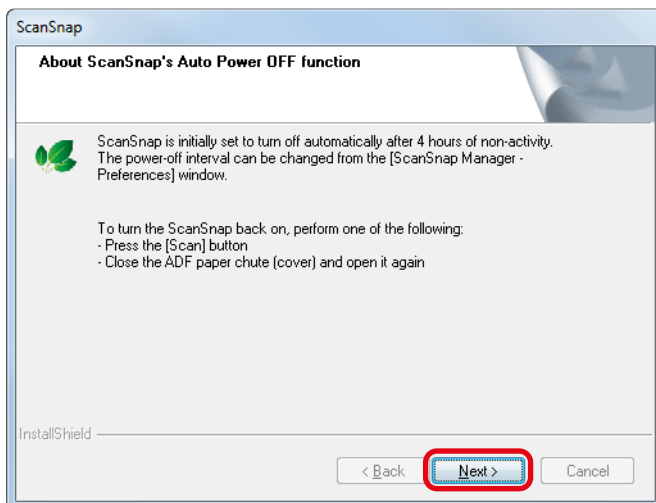 ScanSnap
About ScanSnap's Auto Power OFF function
ScanSnap is initially set to turn off automatically after 4 hours of non-activity.
The power-off interval can be changed from the [ScanSnap Manager -
Preferences] window.
To turn the ScanSnap back on, perform one of the following:
- Press the [Scan] button
- Close the ADF paper chute (cover) and open it again
InstallShield
< Back
Next >
Cancel